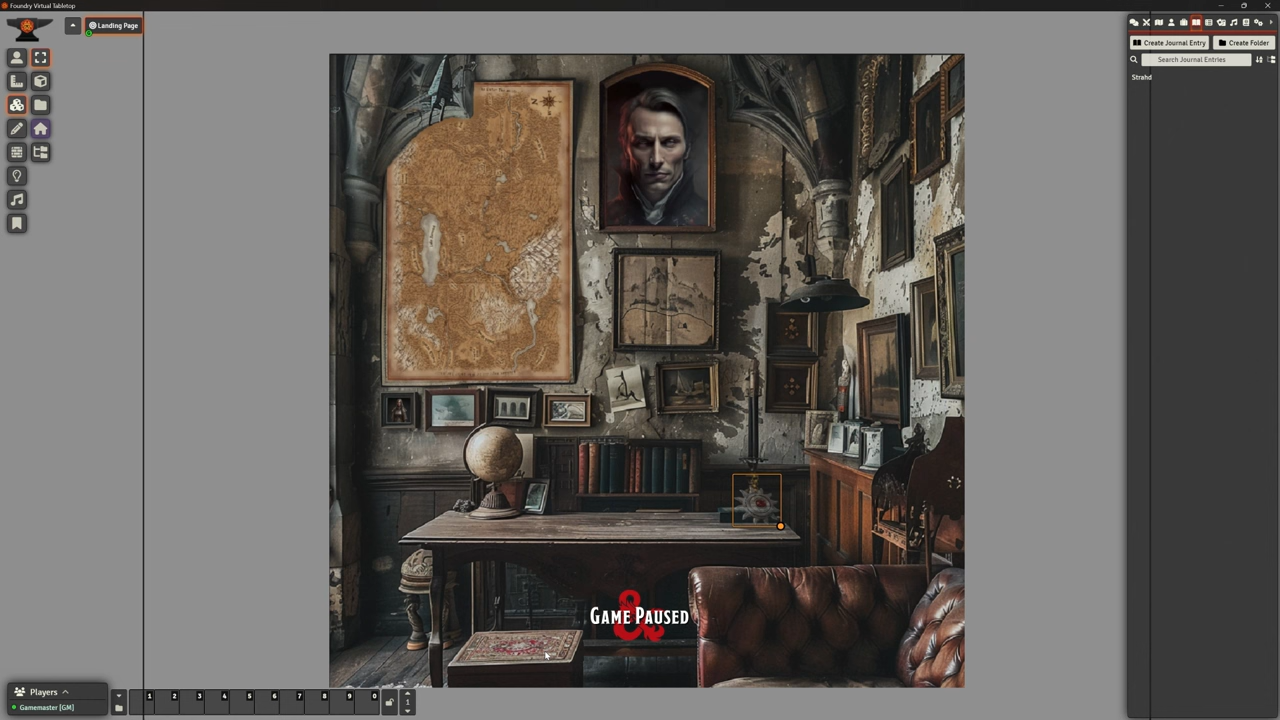 Foundry Virtual Tabletop
Landing Page
G
Create Journal Entry
Create Folder
Search Journal Entries
Strahd
GAME PAUSED
Players
Gamemaster [GM]
1 2 3 4 5 6 7 8 9 0
1